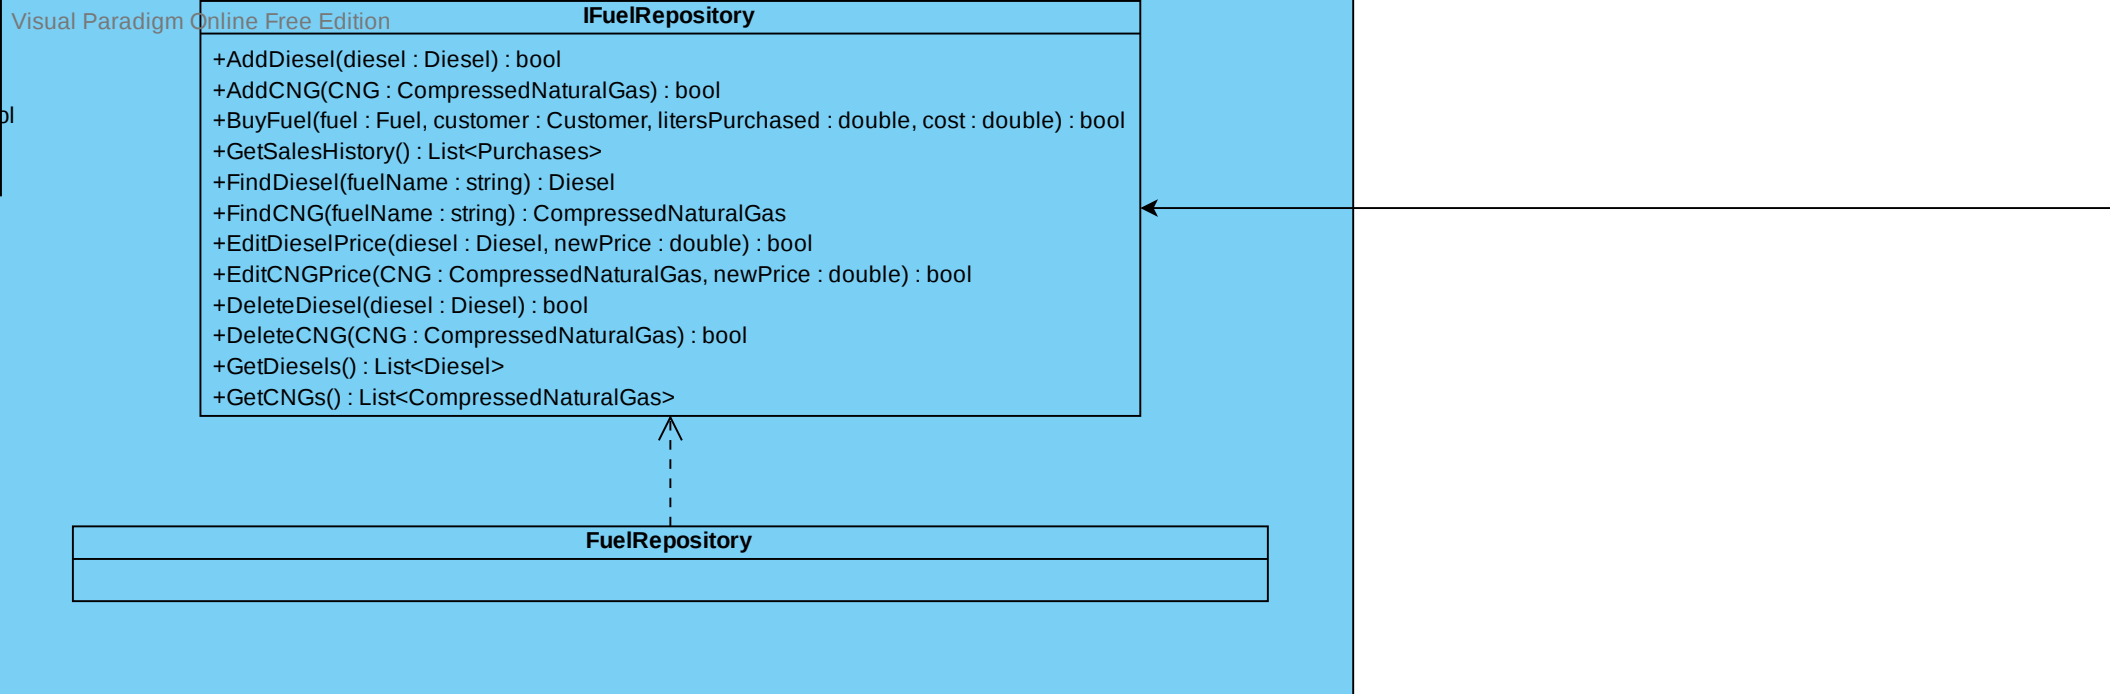 Visual Paradigm Online Free Edition
IFuelRepository
+AddDiesel(diesel : Diesel) : bool
+AddCNG(CNG : CompressedNaturalGas) : bool
ol
+BuyFuel(fuel : Fuel, customer : Customer, litersPurchased : double, cost : double) : bool
+GetSalesHistory() : List<Purchases>
+FindDiesel(fuelName : string) : Diesel
+FindCNG(fuelName : string) : CompressedNaturalGas
+EditDieselPrice(diesel : Diesel, newPrice : double) : bool
+EditCNGPrice(CNG : CompressedNaturalGas, newPrice : double) : bool
+DeleteDiesel(diesel : Diesel) : bool
+DeleteCNG(CNG : CompressedNaturalGas) : bool
+GetDiesels() : List<Diesel>
+GetCNGs() : List<CompressedNaturalGas>
FuelRepository